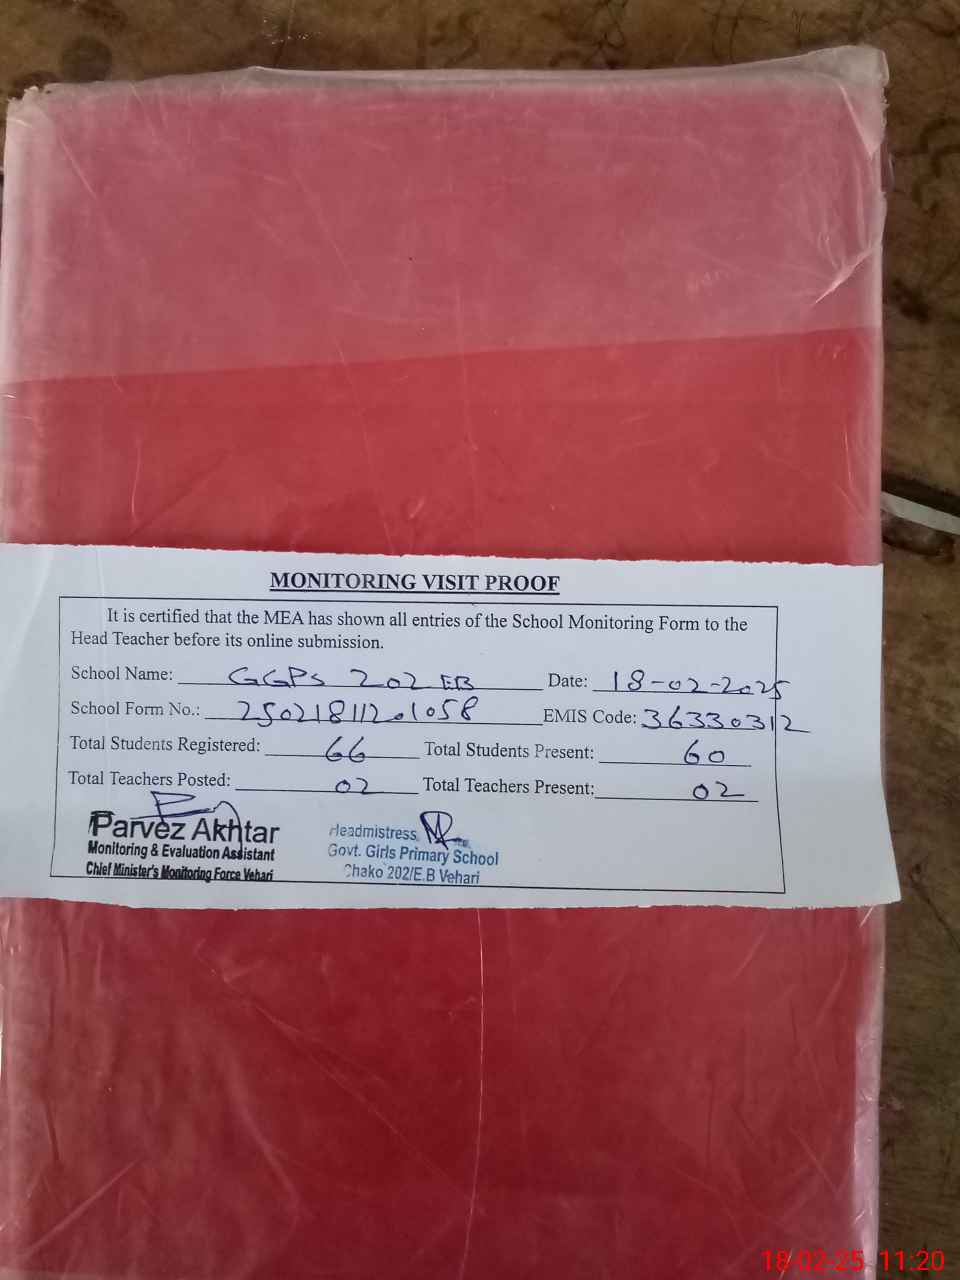 MONITORING VISIT PROOF
It is certified that the MEA has shown all entries of the School Monitoring Form to the
Head Teacher before its online submission.
School Name: GGPS 202 EB Date: 18-02-2025
School Form No.: 25021811201058 EMIS Code: 36330312
Total Students Registered: 66 Total Students Present: 60
Total Teachers Posted: 02 Total Teachers Present: 02
Parvez Akhtar
Monitoring & Evaluation Assistant
Chief Minister's Monitoring Force Vehari
Headmistress
Govt. Girls Primary School
Chako 202/E.B Vehari
18-02-25 11:20